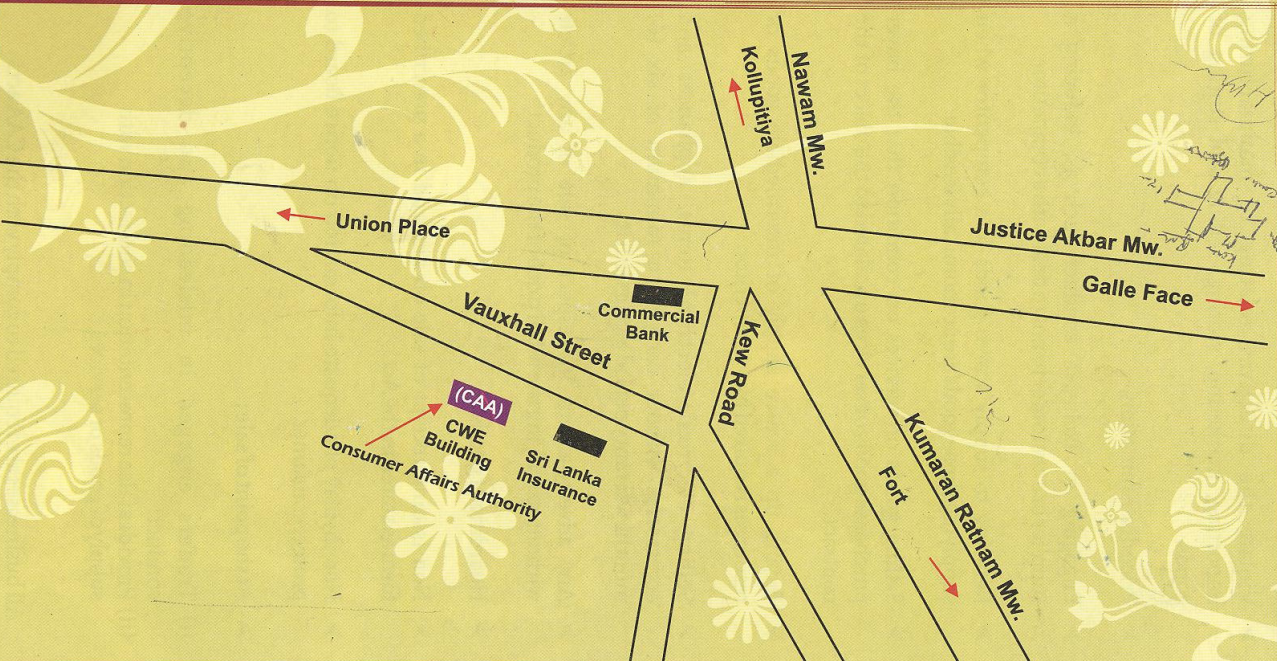 Kollupitiya
Nawam Mw.
Union Place
Justice Akbar Mw.
Galle Face
Commercial
Bank
Vauxhall Street
Kew Road
(CAA)
CWE
Building
Sri Lanka
Insurance
Consumer Affairs Authority
Fort
Kumaran Ratnam Mw.